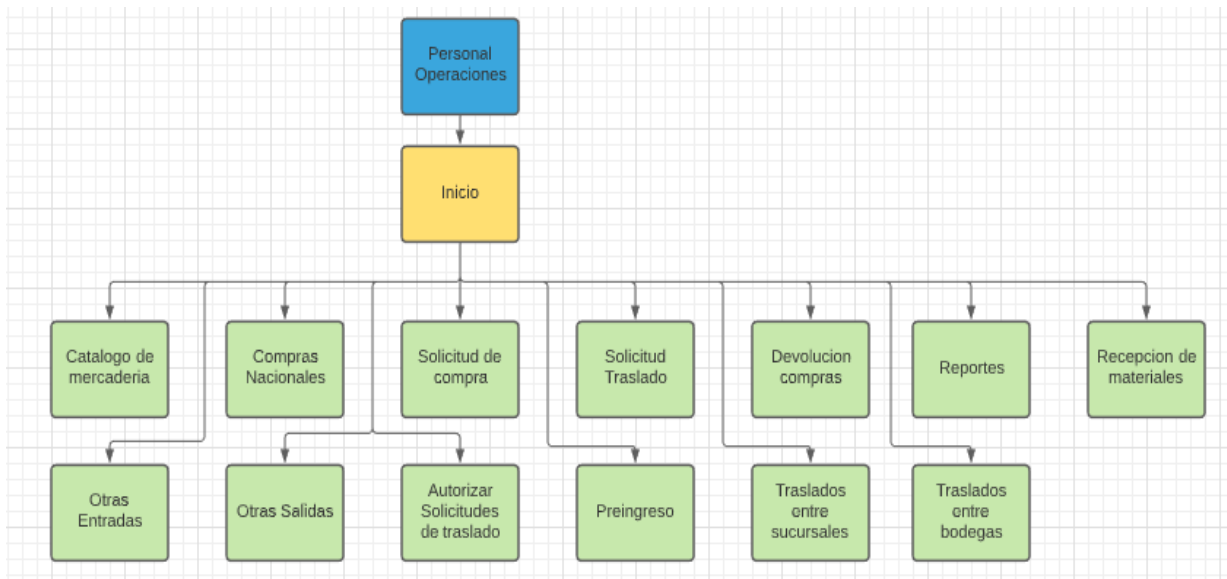 Personal
Operaciones
Inicio
Catalogo de
mercaderia
Compras
Nacionales
Solicitud de
compra
Solicitud
Traslado
Devolucion
compras
Reportes
Recepcion de
materiales
Otras
Entradas
Otras Salidas
Autorizar
Solicitudes
de traslado
Preingreso
Traslados
entre
sucursales
Traslados
entre
bodegas